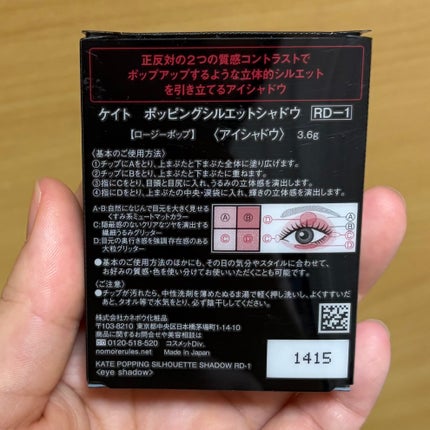 正反対の2つの質感コントラストで
ポップアップするような立体的シルエット
を引き立てるアイシャドウ
ケイト ポッピングシルエットシャドウ RD-1
【ロージーポップ】 〈アイシャドウ〉 3.6g
〈基本のご使用方法〉
①チップにAをとり、上まぶたと下まぶた全体に塗り広げます。
②チップにBをとり、上まぶたと下まぶたに重ねます。
③指にCをとり、目頭と目尻に入れ、うるみの立体感を演出します。
④指にDをとり、上まぶたの中央・涙袋に入れ、輝きの立体感を演出します。
A・B:自然になじんで目元を大きく見せる
くすみ系ミュートマットカラー
C:隠蔽感のないクリアなツヤを演出する
繊細うるみグリッター
D:目元の奥行き感を強調存在感のある
大粒グリッター
A B
C D
●基本のご使用方法のほかにも、その日の気分やスタイルに合わせて、
お好みの質感・色を使い分けてお使いいただくことも可能です。
〈ご注意〉
●チップが汚れたら、中性洗剤を薄めたぬるま湯で軽く押し洗いし、よくすすいだ
あと、タオル等で水気をとり、必ず陰干ししてください。
株式会社カネボウ化粧品
〒103-8210 東京都中央区日本橋茅場町1-14-10
商品に関するお問合せや美容相談は
0120-518-520 コスメットDiv.
nomorerules.net Made in Japan
KATE POPPING SILHOUETTE SHADOW RD-1
<eye shadow>
1415